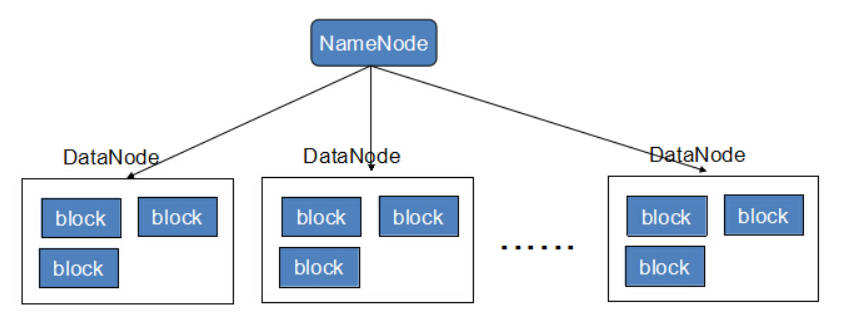 NameNode
DataNode
DataNode
DataNode
block block
block
block block
block
......
block block
block